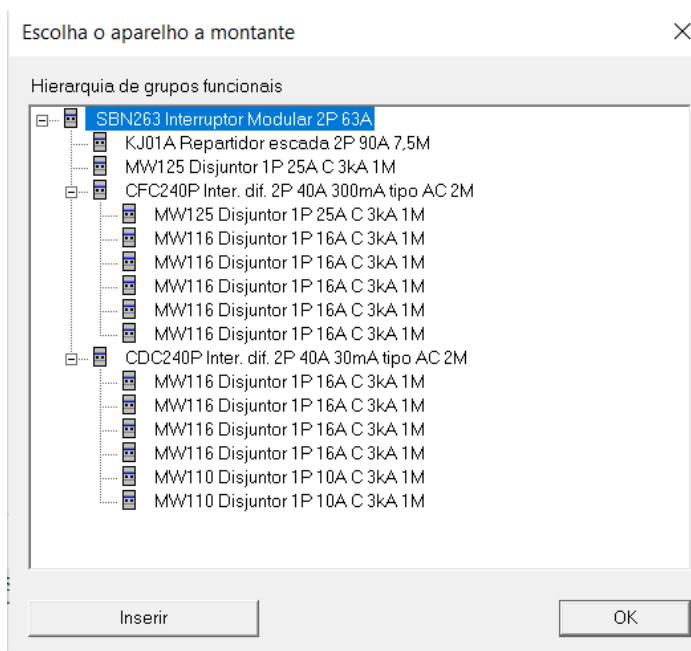 Escolha o aparelho a montante
Hierarquia de grupos funcionais
SBN263 Interruptor Modular 2P 63A
KJ01A Repartidor escada 2P 90A 7,5M
MW125 Disjuntor 1P 25A C 3kA 1M
CFC240P Inter. dif. 2P 40A 300mA tipo AC 2M
MW125 Disjuntor 1P 25A C 3kA 1M
MW116 Disjuntor 1P 16A C 3kA 1M
MW116 Disjuntor 1P 16A C 3kA 1M
MW116 Disjuntor 1P 16A C 3kA 1M
MW116 Disjuntor 1P 16A C 3kA 1M
MW116 Disjuntor 1P 16A C 3kA 1M
CDC240P Inter. dif. 2P 40A 30mA tipo AC 2M
MW116 Disjuntor 1P 16A C 3kA 1M
MW116 Disjuntor 1P 16A C 3kA 1M
MW116 Disjuntor 1P 16A C 3kA 1M
MW116 Disjuntor 1P 16A C 3kA 1M
MW110 Disjuntor 1P 10A C 3kA 1M
MW110 Disjuntor 1P 10A C 3kA 1M
Inserir
OK